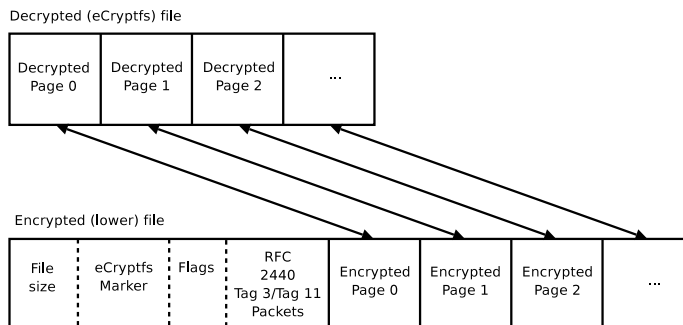 Decrypted (eCryptfs) file
Decrypted
Page 0
Decrypted
Page 1
Decrypted
Page 2
...
Encrypted (lower) file
File
size
eCryptfs
Marker
Flags
RFC
2440
Tag 3/Tag 11
Packets
Encrypted
Page 0
Encrypted
Page 1
Encrypted
Page 2
...